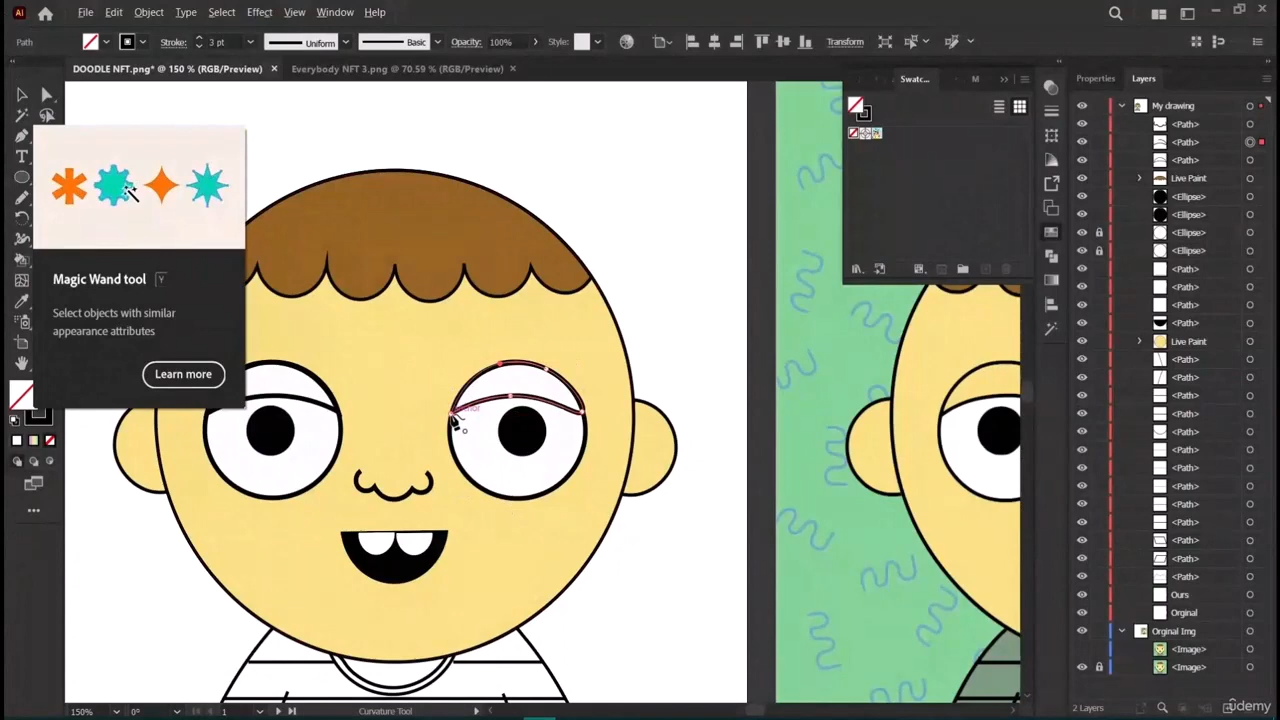 Ai File Edit Object Type Select Effect View Window Help
Path Stroke: 3 pt Uniform Basic Opacity: 100% Style: Transform
DOODLE NFT.png* @ 150 % (RGB/Preview) × Everybody NFT 3.png @ 70.59 % (RGB/Preview) ×
Swatc... M
Properties Layers
My drawing
<Path>
<Path>
<Path>
Live Paint
<Ellipse>
<Ellipse>
<Ellipse>
<Ellipse>
<Path>
<Path>
<Path>
<Path>
Live Paint
<Path>
<Path>
<Path>
<Path>
<Path>
<Path>
<Path>
<Path>
<Path>
<Path>
<Path>
<Path>
<Path>
Ours
Orginal
Orginal Img
<Image>
<Image>
Magic Wand tool Y
Select objects with similar
appearance attributes
Learn more
150% 0° 1 Curvature Tool
2 Layers
ûdemy